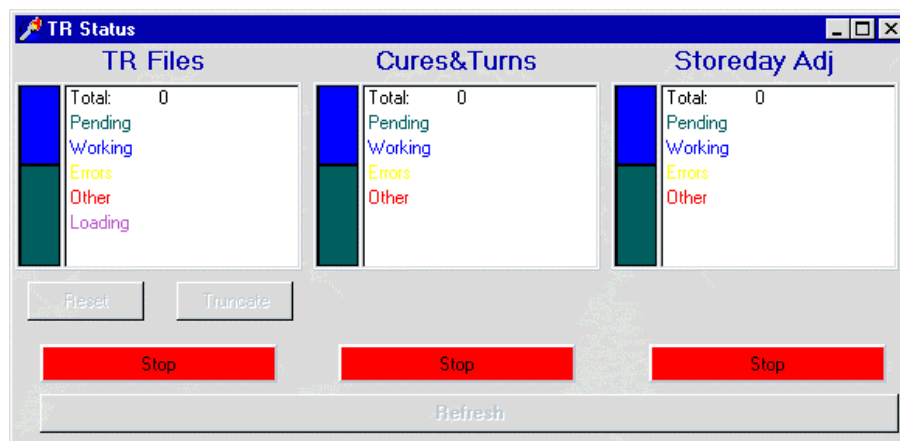 TR Status
TR Files
Cures&Turns
Storeday Adj
Total: 0
Pending
Working
Errors
Other
Loading
Total: 0
Pending
Working
Errors
Other
Total: 0
Pending
Working
Errors
Other
Reset
Truncate
Stop
Stop
Stop
Refresh